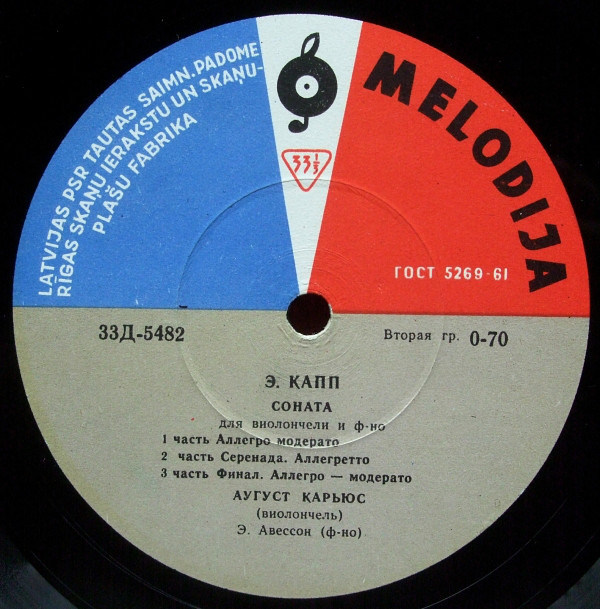 LATVIJAS PSR TAUTAS SAIMN. PADOME
RĪGAS SKAŅU IERAKSTU UN SKAŅU-
PLAŠU FABRIKA
33⅓
MELODIJA
ГОСТ 5269-61
33Д-5482
Вторая гр. 0-70
Э. КАПП
СОНАТА
для виолончели и ф-но
1 часть Аллегро модерато
2 часть Серенада. Аллегретто
3 часть Финал. Аллегро — модерато
АУГУСТ КАРЬЮС
(виолончель)
Э. Авессон (ф-но)